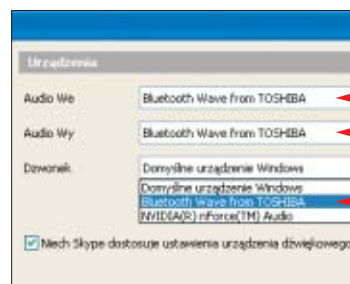 Urządzenia
Audio We Bluetooth Wave from TOSHIBA
Audio Wy Bluetooth Wave from TOSHIBA
Dzwonek Domyślne urządzenie Windows
Domyślne urządzenie Windows
Bluetooth Wave from TOSHIBA
NVIDIA(R) nForce(TM) Audio
Niech Skype dostosuje ustawienia urządzenia dźwiękowego